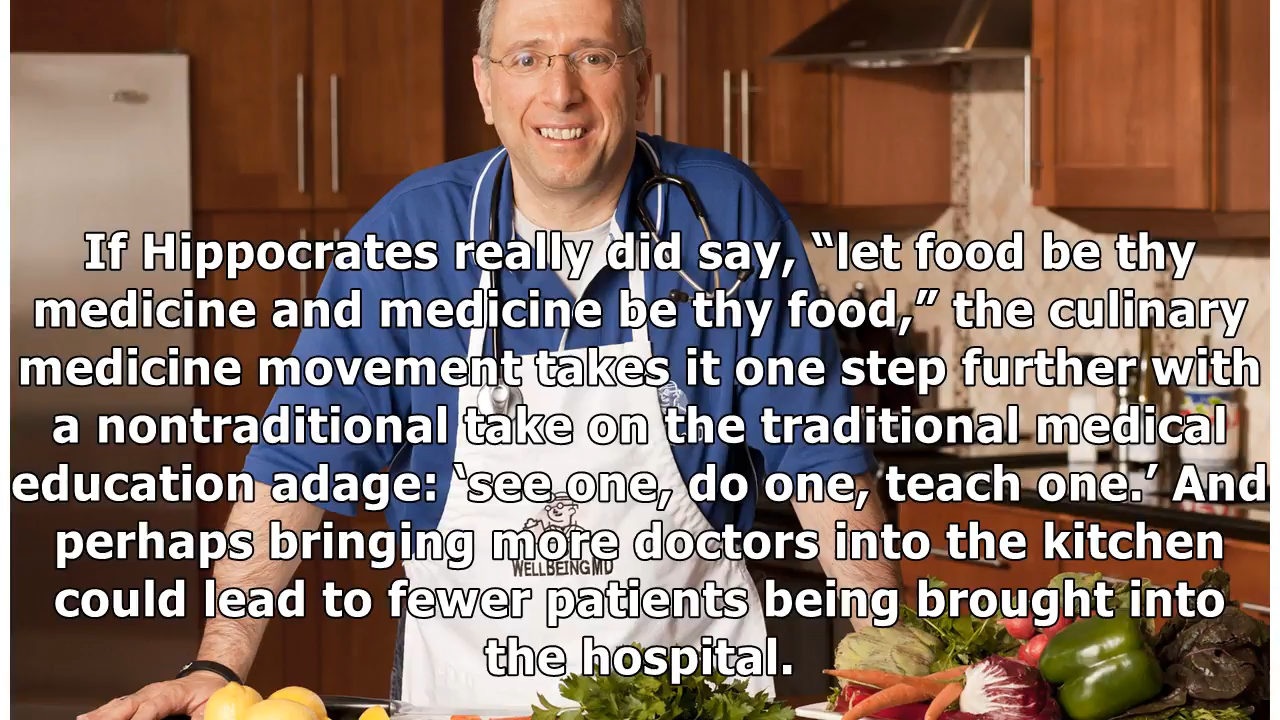 If Hippocrates really did say, “let food be thy
medicine and medicine be thy food,” the culinary
medicine movement takes it one step further with
a nontraditional take on the traditional medical
education adage: ‘see one, do one, teach one.’ And
perhaps bringing more doctors into the kitchen
could lead to fewer patients being brought into
the hospital.
WELLBEINGMD